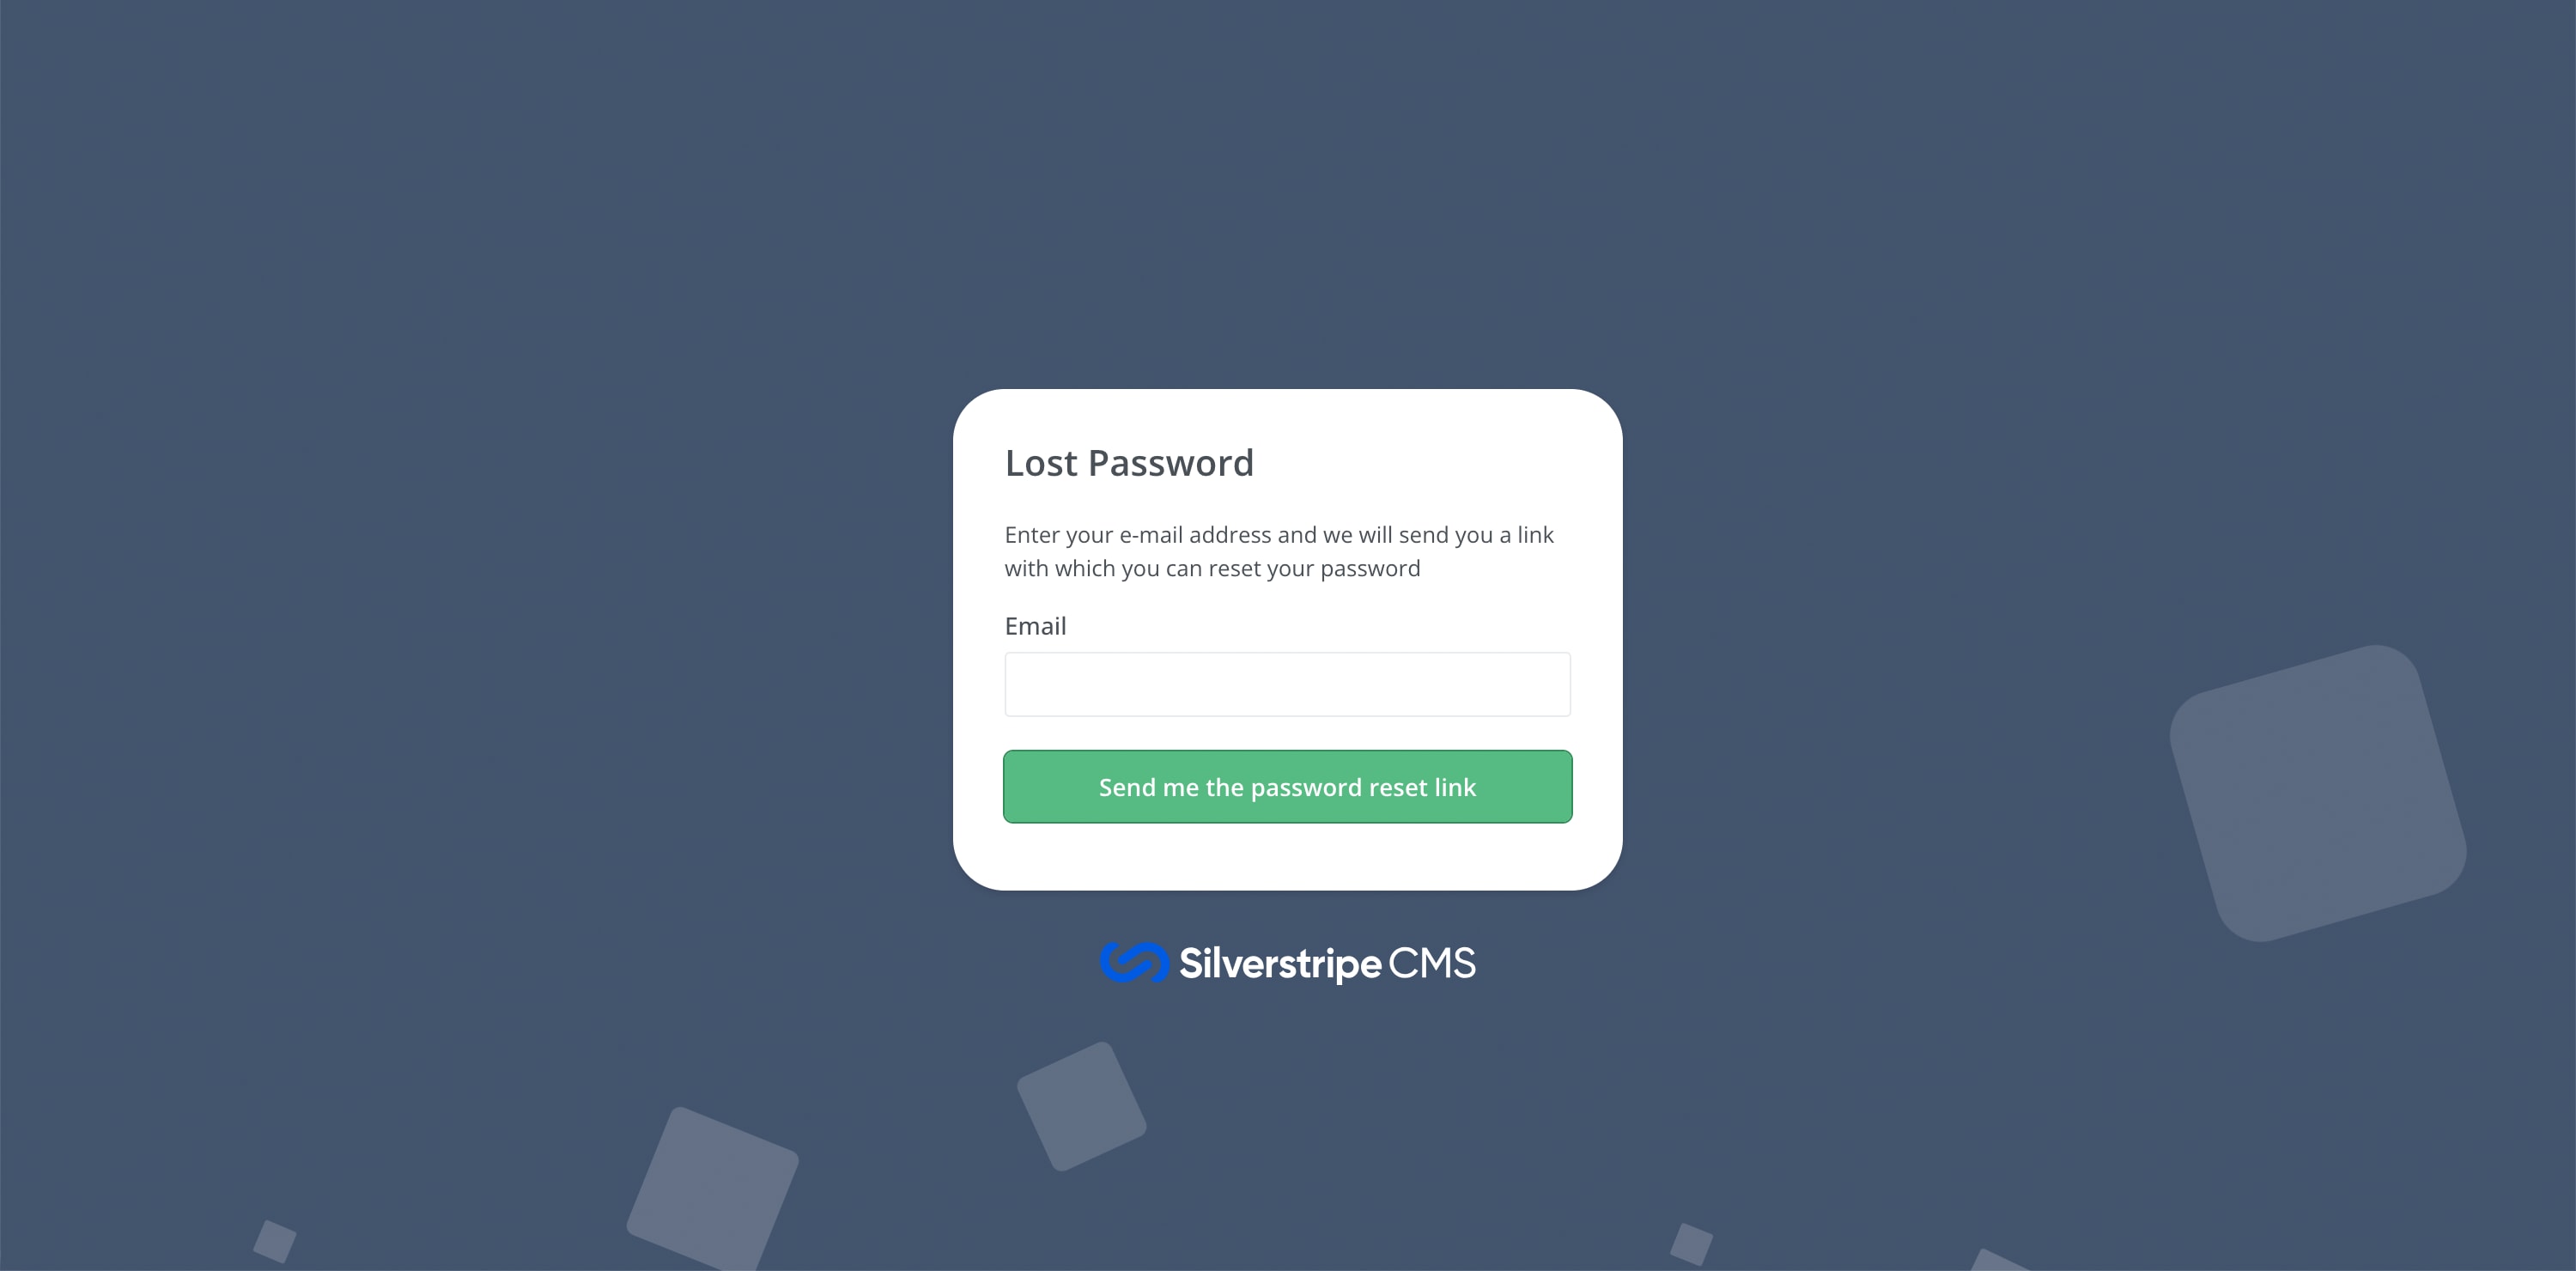 Lost Password
Enter your e-mail address and we will send you a link
with which you can reset your password
Email
Send me the password reset link
Silverstripe CMS